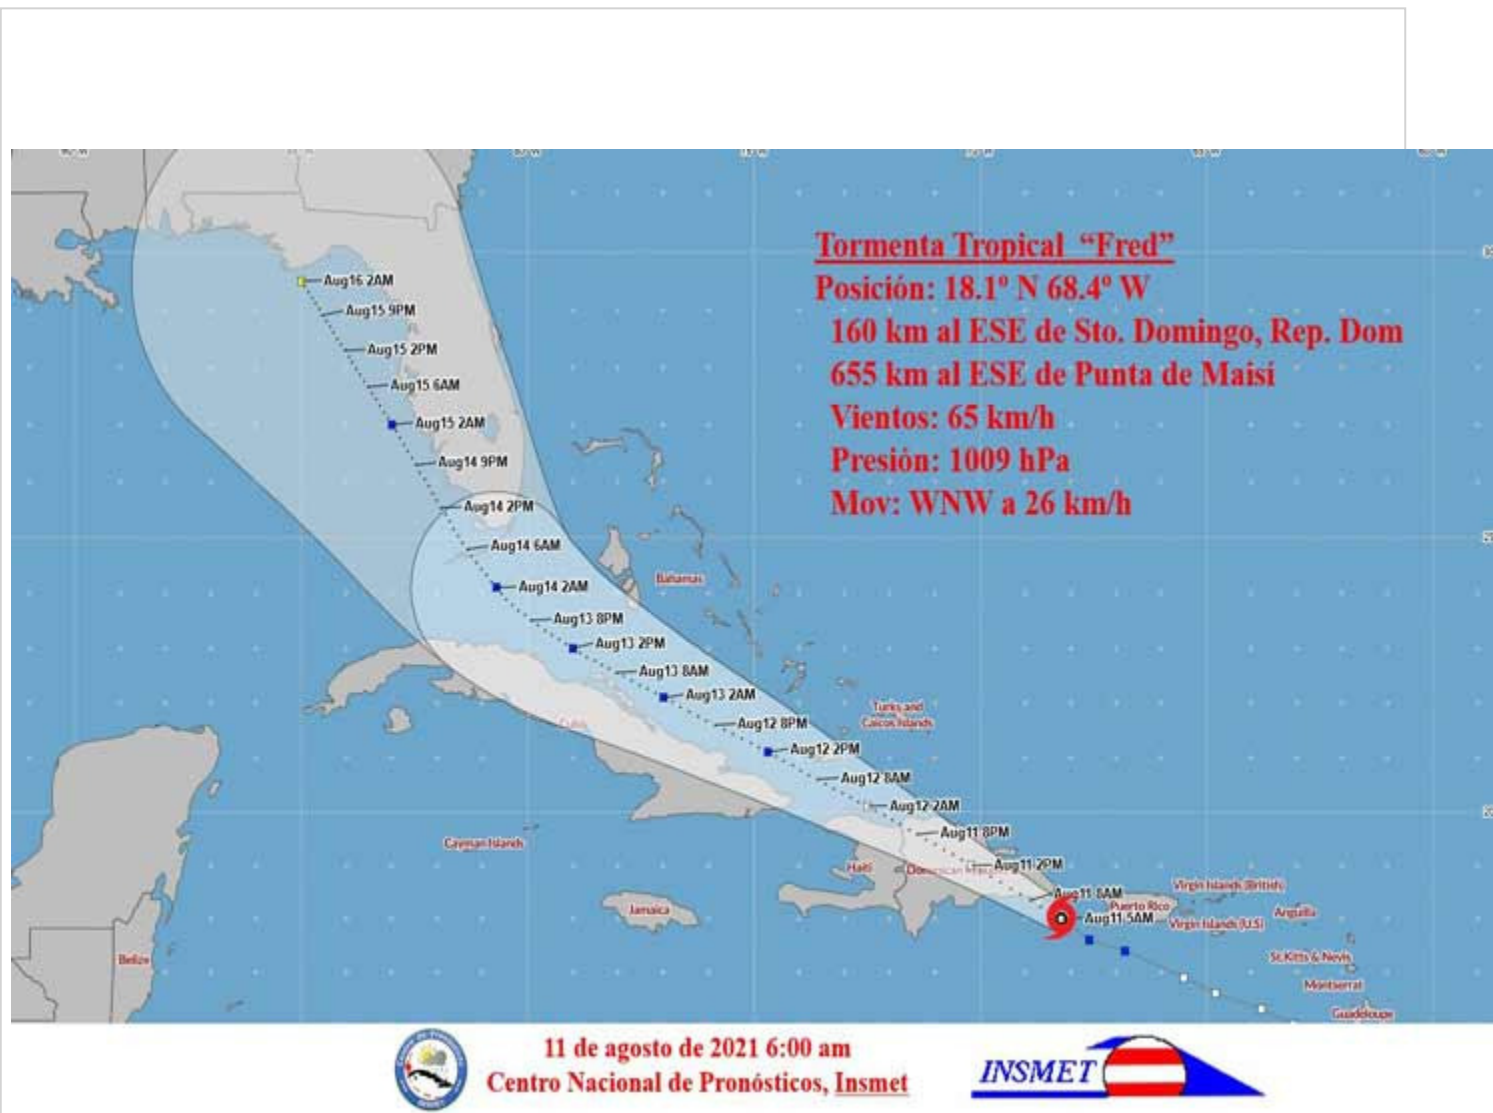 Tormenta Tropical “Fred”
Posición: 18.1º N 68.4º W
160 km al ESE de Sto. Domingo, Rep. Dom
655 km al ESE de Punta de Maisí
Vientos: 65 km/h
Presión: 1009 hPa
Mov: WNW a 26 km/h
Aug16 2AM
Aug15 9PM
Aug15 2PM
Aug15 6AM
Aug15 2AM
Aug14 9PM
Aug14 2PM
Aug14 6AM
Aug14 2AM
Aug13 8PM
Aug13 2PM
Aug13 8AM
Aug13 2AM
Aug12 8PM
Aug12 2PM
Aug12 8AM
Aug12 2AM
Aug11 8PM
Aug11 2PM
Aug11 8AM
Aug11 5AM
Bahamas
Turks and
Caicos Islands
Cuba
Cayman Islands
Haiti
Dominican
Jamaica
Belize
Puerto Rico
Virgin Islands (British)
Virgin Islands (U.S)
Anguilla
St. Kitts & Nevis
Montserrat
Guadeloupe
11 de agosto de 2021 6:00 am
Centro Nacional de Pronósticos, Insmet
INSMET